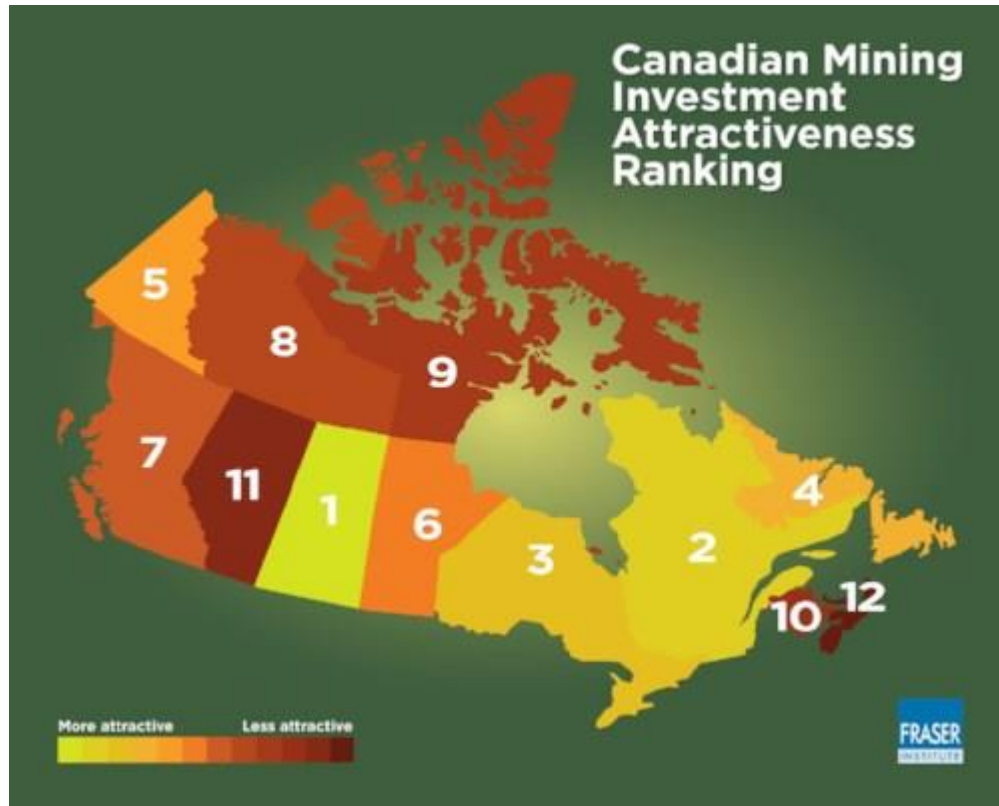 Canadian Mining
Investment
Attractiveness
Ranking
5
8
9
7
11
1
6
4
3
2
12
10
More attractive Less attractive
FRASER
INSTITUTE